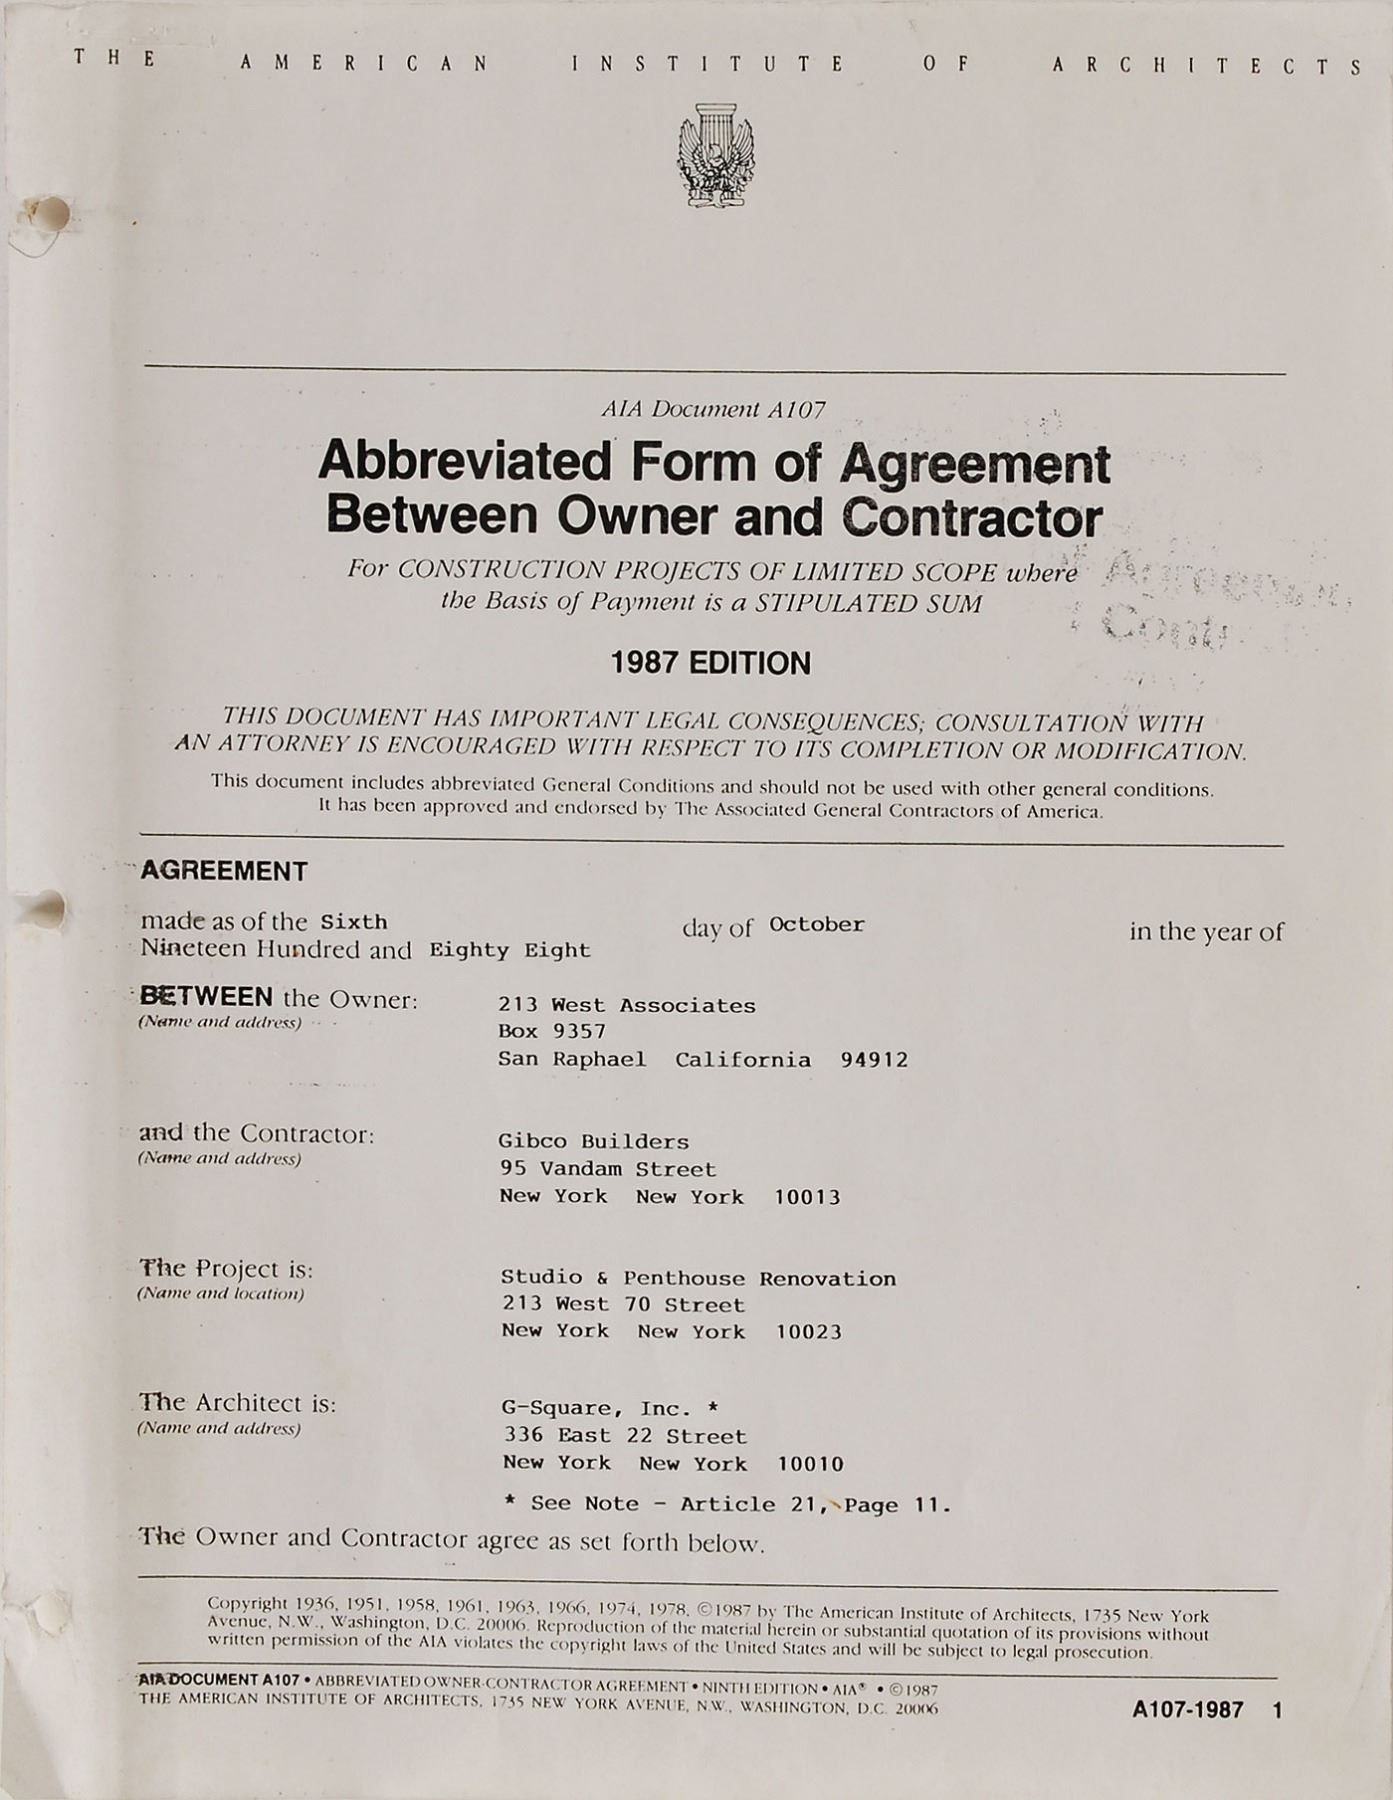 THE AMERICAN INSTITUTE OF ARCHITECTS
AIA Document A107
Abbreviated Form of Agreement
Between Owner and Contractor
For CONSTRUCTION PROJECTS OF LIMITED SCOPE where
the Basis of Payment is a STIPULATED SUM
1987 EDITION
THIS DOCUMENT HAS IMPORTANT LEGAL CONSEQUENCES; CONSULTATION WITH
AN ATTORNEY IS ENCOURAGED WITH RESPECT TO ITS COMPLETION OR MODIFICATION.
This document includes abbreviated General Conditions and should not be used with other general conditions.
It has been approved and endorsed by The Associated General Contractors of America.
AGREEMENT
made as of the Sixth day of October in the year of
Nineteen Hundred and Eighty Eight
BETWEEN the Owner: 213 West Associates
(Name and address)
Box 9357
San Raphael California 94912
and the Contractor: Gibco Builders
(Name and address) 95 Vandam Street
New York New York 10013
The Project is: Studio & Penthouse Renovation
(Name and location) 213 West 70 Street
New York New York 10023
The Architect is: G-Square, Inc. *
(Name and address) 336 East 22 Street
New York New York 10010
* See Note - Article 21, Page 11.
The Owner and Contractor agree as set forth below.
Copyright 1936, 1951, 1958, 1961, 1963, 1966, 1974, 1978, ©1987 by The American Institute of Architects, 1735 New York
Avenue, N.W., Washington, D.C. 20006. Reproduction of the material herein or substantial quotation of its provisions without
written permission of the AIA violates the copyright laws of the United States and will be subject to legal prosecution.
AIA DOCUMENT A107 • ABBREVIATED OWNER-CONTRACTOR AGREEMENT • NINTH EDITION • AIA® • ©1987
THE AMERICAN INSTITUTE OF ARCHITECTS, 1735 NEW YORK AVENUE, N.W., WASHINGTON, D.C. 20006
A107-1987 1